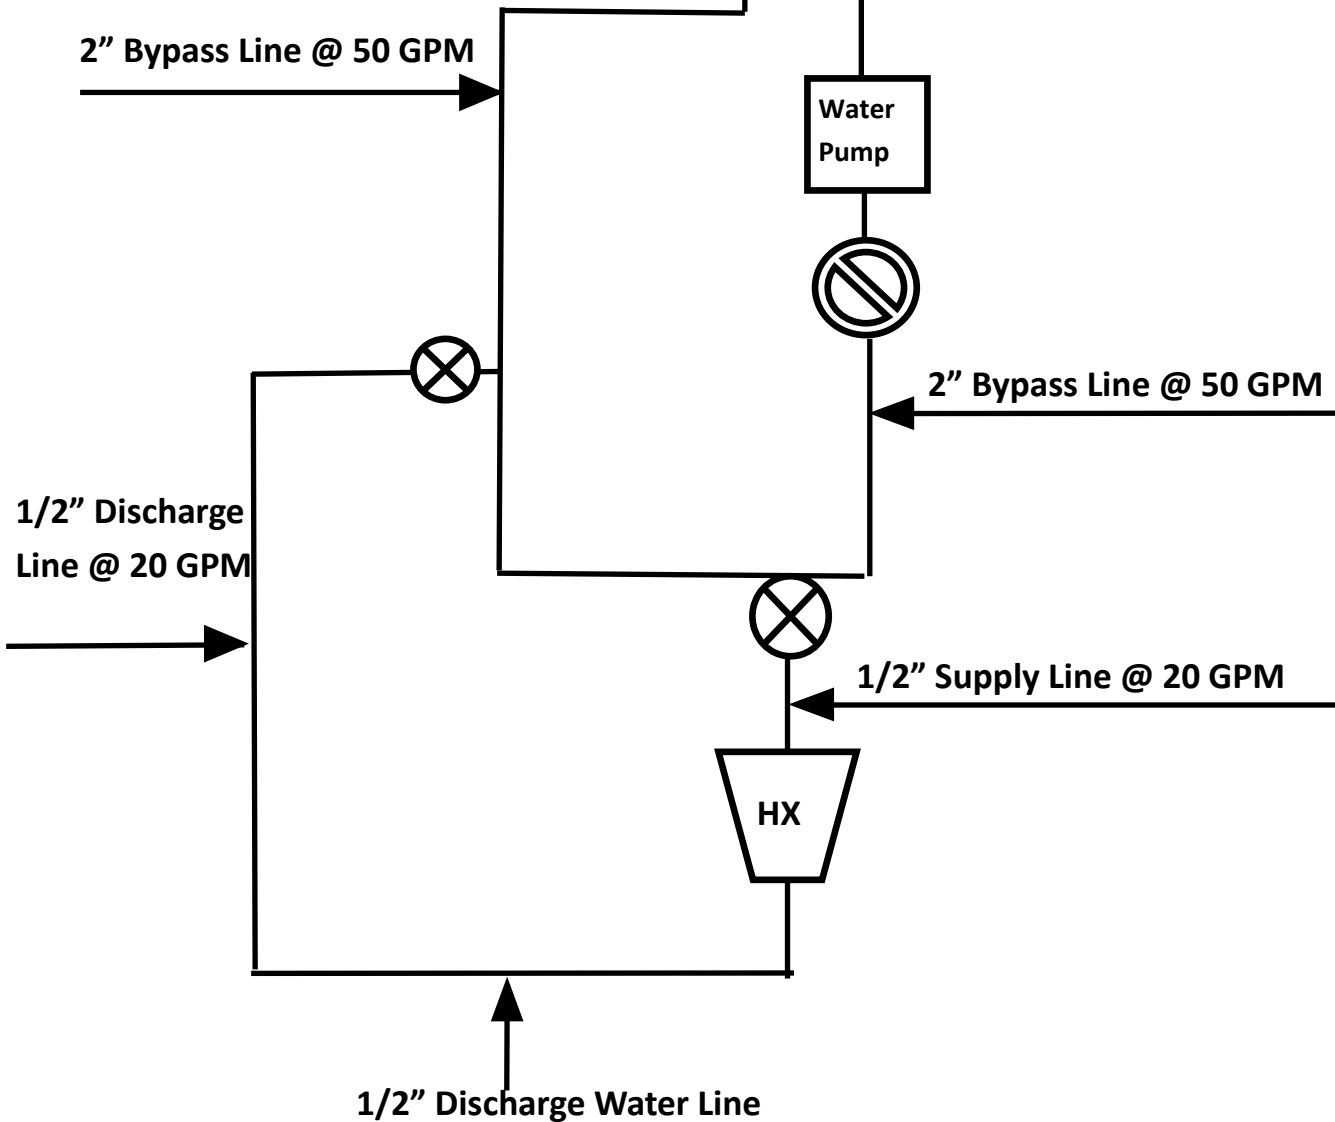 2” Bypass Line @ 50 GPM
Water
Pump
2” Bypass Line @ 50 GPM
1/2” Discharge
Line @ 20 GPM
1/2” Supply Line @ 20 GPM
HX
1/2” Discharge Water Line